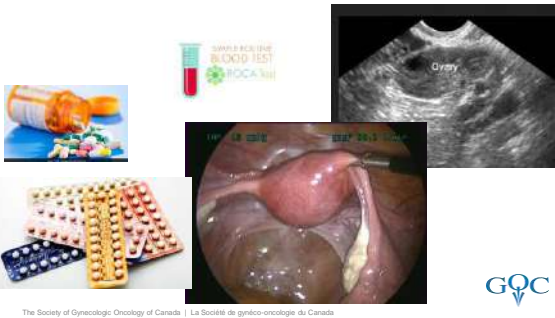 SIMPLE ROUTINE
BLOOD TEST
ROCA Test
Ovary
GOC
The Society of Gynecologic Oncology of Canada | La Société de gynéco-oncologie du Canada